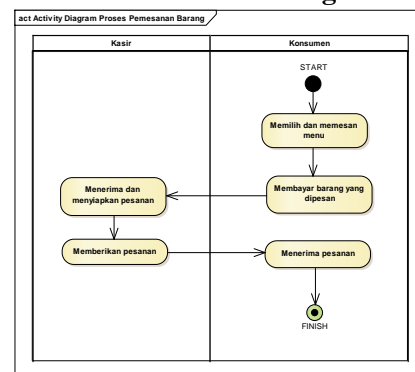 act Activity Diagram Proses Pemesanan Barang
Kasir
Konsumen
START
Memilih dan memesan
menu
Membayar barang yang
dipesan
Menerima dan
menyiapkan pesanan
Memberikan pesanan
Menerima pesanan
FINISH